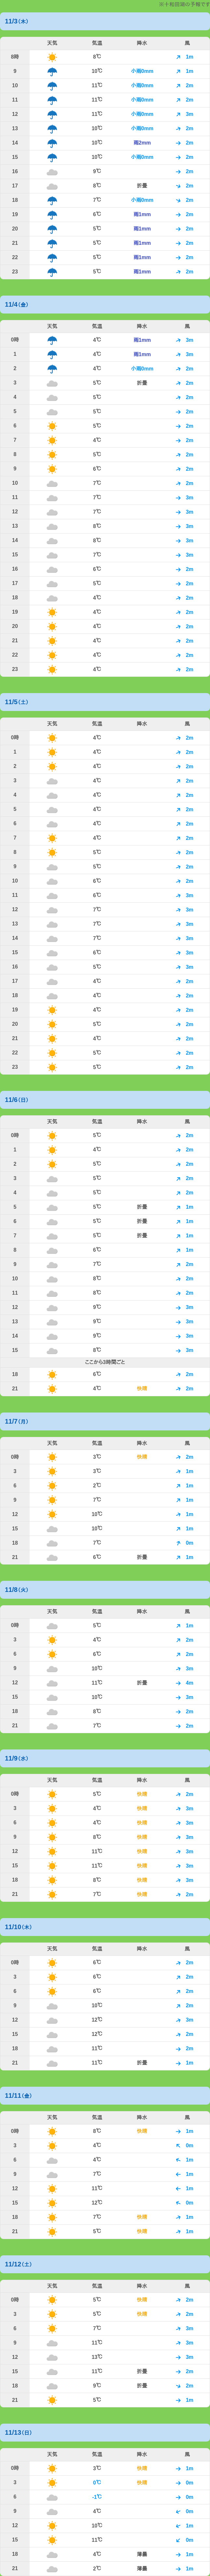 ※十和田湖の予報です
11/3(木)
天気 気温 降水 風
8時 8℃ 1m
9 10℃ 小雨0mm 1m
10 11℃ 小雨0mm 2m
11 11℃ 小雨0mm 2m
12 11℃ 小雨0mm 3m
13 10℃ 小雨0mm 2m
14 10℃ 雨2mm 2m
15 10℃ 小雨0mm 2m
16 9℃ 2m
17 8℃ 折曇 2m
18 7℃ 小雨0mm 2m
19 6℃ 雨1mm 2m
20 5℃ 雨1mm 2m
21 5℃ 雨1mm 2m
22 5℃ 雨1mm 2m
23 5℃ 雨1mm 2m
11/4(金)
天気 気温 降水 風
0時 4℃ 雨1mm 3m
1 4℃ 雨1mm 3m
2 4℃ 小雨0mm 2m
3 5℃ 折曇 2m
4 5℃ 2m
5 5℃ 2m
6 5℃ 2m
7 4℃ 2m
8 5℃ 2m
9 6℃ 2m
10 7℃ 2m
11 7℃ 3m
12 7℃ 3m
13 8℃ 3m
14 8℃ 3m
15 7℃ 3m
16 6℃ 2m
17 5℃ 2m
18 4℃ 2m
19 4℃ 2m
20 4℃ 2m
21 4℃ 2m
22 4℃ 2m
23 4℃ 2m
11/5(土)
天気 気温 降水 風
0時 4℃ 2m
1 4℃ 2m
2 4℃ 2m
3 4℃ 2m
4 4℃ 2m
5 4℃ 2m
6 4℃ 2m
7 4℃ 2m
8 5℃ 2m
9 5℃ 2m
10 6℃ 2m
11 6℃ 3m
12 7℃ 3m
13 7℃ 3m
14 7℃ 3m
15 6℃ 3m
16 5℃ 2m
17 4℃ 2m
18 4℃ 2m
19 4℃ 2m
20 5℃ 2m
21 4℃ 2m
22 5℃ 2m
23 5℃ 2m
11/6(日)
天気 気温 降水 風
0時 5℃ 2m
1 4℃ 2m
2 5℃ 2m
3 5℃ 2m
4 5℃ 2m
5 5℃ 折曇 1m
6 5℃ 折曇 1m
7 5℃ 折曇 1m
8 6℃ 1m
9 7℃ 2m
10 8℃ 2m
11 8℃ 2m
12 9℃ 3m
13 9℃ 3m
14 9℃ 3m
15 8℃ 3m
ここから3時間ごと
18 6℃ 2m
21 4℃ 快晴 2m
11/7(月)
天気 気温 降水 風
0時 3℃ 快晴 2m
3 3℃ 1m
6 2℃ 1m
9 7℃ 1m
12 10℃ 1m
15 10℃ 1m
18 7℃ 0m
21 6℃ 折曇 1m
11/8(火)
天気 気温 降水 風
0時 5℃ 1m
3 4℃ 2m
6 6℃ 2m
9 10℃ 3m
12 11℃ 折曇 4m
15 10℃ 3m
18 8℃ 2m
21 7℃ 2m
11/9(水)
天気 気温 降水 風
0時 5℃ 快晴 2m
3 4℃ 快晴 3m
6 4℃ 快晴 3m
9 8℃ 快晴 3m
12 11℃ 快晴 3m
15 11℃ 快晴 3m
18 8℃ 快晴 3m
21 7℃ 快晴 2m
11/10(木)
天気 気温 降水 風
0時 6℃ 2m
3 6℃ 2m
6 6℃ 2m
9 10℃ 2m
12 12℃ 3m
15 12℃ 2m
18 11℃ 2m
21 11℃ 折曇 1m
11/11(金)
天気 気温 降水 風
0時 8℃ 快晴 1m
3 4℃ 0m
6 4℃ 1m
9 7℃ 1m
12 11℃ 1m
15 12℃ 0m
18 7℃ 快晴 1m
21 5℃ 快晴 1m
11/12(土)
天気 気温 降水 風
0時 5℃ 快晴 2m
3 5℃ 快晴 2m
6 7℃ 3m
9 11℃ 3m
12 13℃ 3m
15 11℃ 折曇 2m
18 9℃ 折曇 2m
21 5℃ 1m
11/13(日)
天気 気温 降水 風
0時 3℃ 快晴 1m
3 0℃ 快晴 0m
6 -1℃ 0m
9 4℃ 0m
12 10℃ 1m
15 11℃ 0m
18 4℃ 薄曇 1m
21 2℃ 薄曇 1m